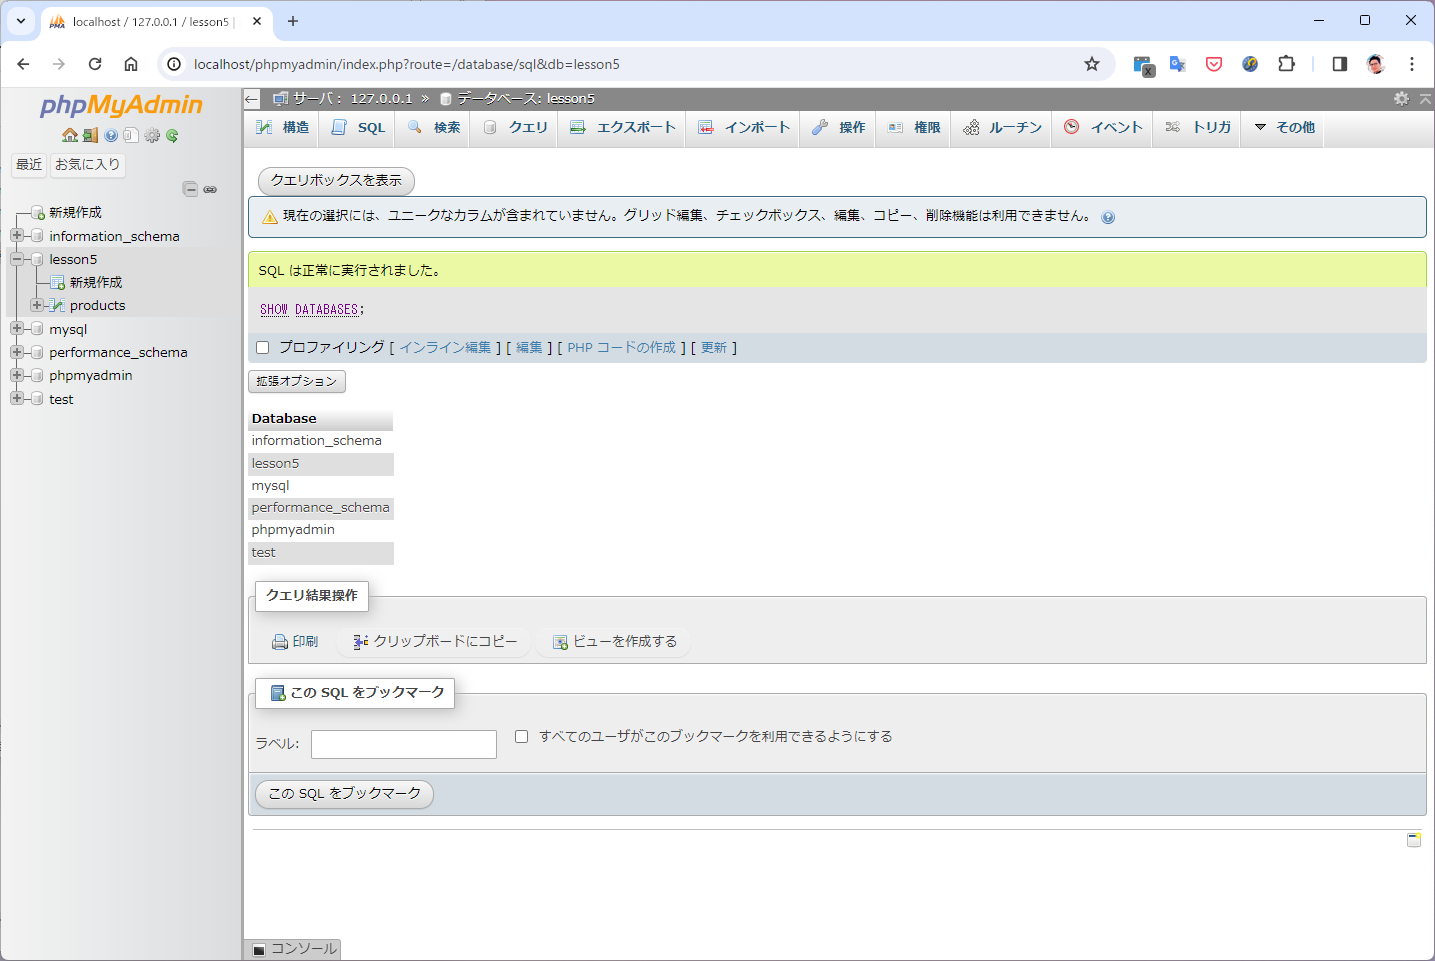 localhost / 127.0.0.1 / lesson5 |
localhost/phpmyadmin/index.php?route=/database/sql&db=lesson5
phpMyAdmin
最近 お気に入り
新規作成
information_schema
lesson5
新規作成
products
mysql
performance_schema
phpmyadmin
test
サーバ: 127.0.0.1 » データベース: lesson5
構造 SQL 検索 クエリ エクスポート インポート 操作 権限 ルーチン イベント トリガ その他
クエリボックスを表示
現在の選択には、ユニークなカラムが含まれていません。グリッド編集、チェックボックス、編集、コピー、削除機能は利用できません。
SQL は正常に実行されました。
SHOW DATABASES;
プロファイリング [ インライン編集 ] [ 編集 ] [ PHP コードの作成 ] [ 更新 ]
拡張オプション
Database
information_schema
lesson5
mysql
performance_schema
phpmyadmin
test
クエリ結果操作
印刷 クリップボードにコピー ビューを作成する
この SQL をブックマーク
ラベル: すべてのユーザがこのブックマークを利用できるようにする
この SQL をブックマーク
コンソール